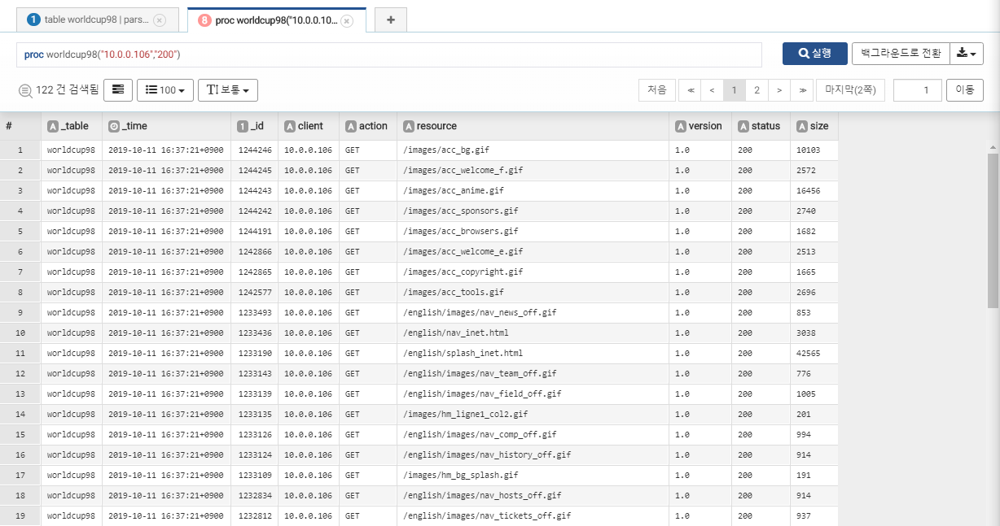 1 table worldcup98 | pars... 8 proc worldcup98("10.0.0.10... +
proc worldcup98("10.0.0.106","200") 실행 백그라운드로 전환
122 건 검색됨 100 T 보통 처음 ≪ < 1 2 > ≫ 마지막(2쪽) 1 이동
# A _table _time 1 _id A client A action A resource A version A status A size
1 worldcup98 2019-10-11 16:37:21+0900 1244246 10.0.0.106 GET /images/acc_bg.gif 1.0 200 10103
2 worldcup98 2019-10-11 16:37:21+0900 1244245 10.0.0.106 GET /images/acc_welcome_f.gif 1.0 200 2572
3 worldcup98 2019-10-11 16:37:21+0900 1244243 10.0.0.106 GET /images/acc_anime.gif 1.0 200 16456
4 worldcup98 2019-10-11 16:37:21+0900 1244242 10.0.0.106 GET /images/acc_sponsors.gif 1.0 200 2740
5 worldcup98 2019-10-11 16:37:21+0900 1244191 10.0.0.106 GET /images/acc_browsers.gif 1.0 200 1682
6 worldcup98 2019-10-11 16:37:21+0900 1242866 10.0.0.106 GET /images/acc_welcome_e.gif 1.0 200 2513
7 worldcup98 2019-10-11 16:37:21+0900 1242865 10.0.0.106 GET /images/acc_copyright.gif 1.0 200 1665
8 worldcup98 2019-10-11 16:37:21+0900 1242577 10.0.0.106 GET /images/acc_tools.gif 1.0 200 2696
9 worldcup98 2019-10-11 16:37:21+0900 1233493 10.0.0.106 GET /english/images/nav_news_off.gif 1.0 200 853
10 worldcup98 2019-10-11 16:37:21+0900 1233436 10.0.0.106 GET /english/nav_inet.html 1.0 200 3038
11 worldcup98 2019-10-11 16:37:21+0900 1233190 10.0.0.106 GET /english/splash_inet.html 1.0 200 42565
12 worldcup98 2019-10-11 16:37:21+0900 1233143 10.0.0.106 GET /english/images/nav_team_off.gif 1.0 200 776
13 worldcup98 2019-10-11 16:37:21+0900 1233139 10.0.0.106 GET /english/images/nav_field_off.gif 1.0 200 1005
14 worldcup98 2019-10-11 16:37:21+0900 1233135 10.0.0.106 GET /images/hm_ligne1_col2.gif 1.0 200 201
15 worldcup98 2019-10-11 16:37:21+0900 1233126 10.0.0.106 GET /english/images/nav_comp_off.gif 1.0 200 994
16 worldcup98 2019-10-11 16:37:21+0900 1233124 10.0.0.106 GET /english/images/nav_history_off.gif 1.0 200 914
17 worldcup98 2019-10-11 16:37:21+0900 1233109 10.0.0.106 GET /images/hm_bg_splash.gif 1.0 200 191
18 worldcup98 2019-10-11 16:37:21+0900 1232834 10.0.0.106 GET /english/images/nav_hosts_off.gif 1.0 200 914
19 worldcup98 2019-10-11 16:37:21+0900 1232812 10.0.0.106 GET /english/images/nav_tickets_off.gif 1.0 200 937